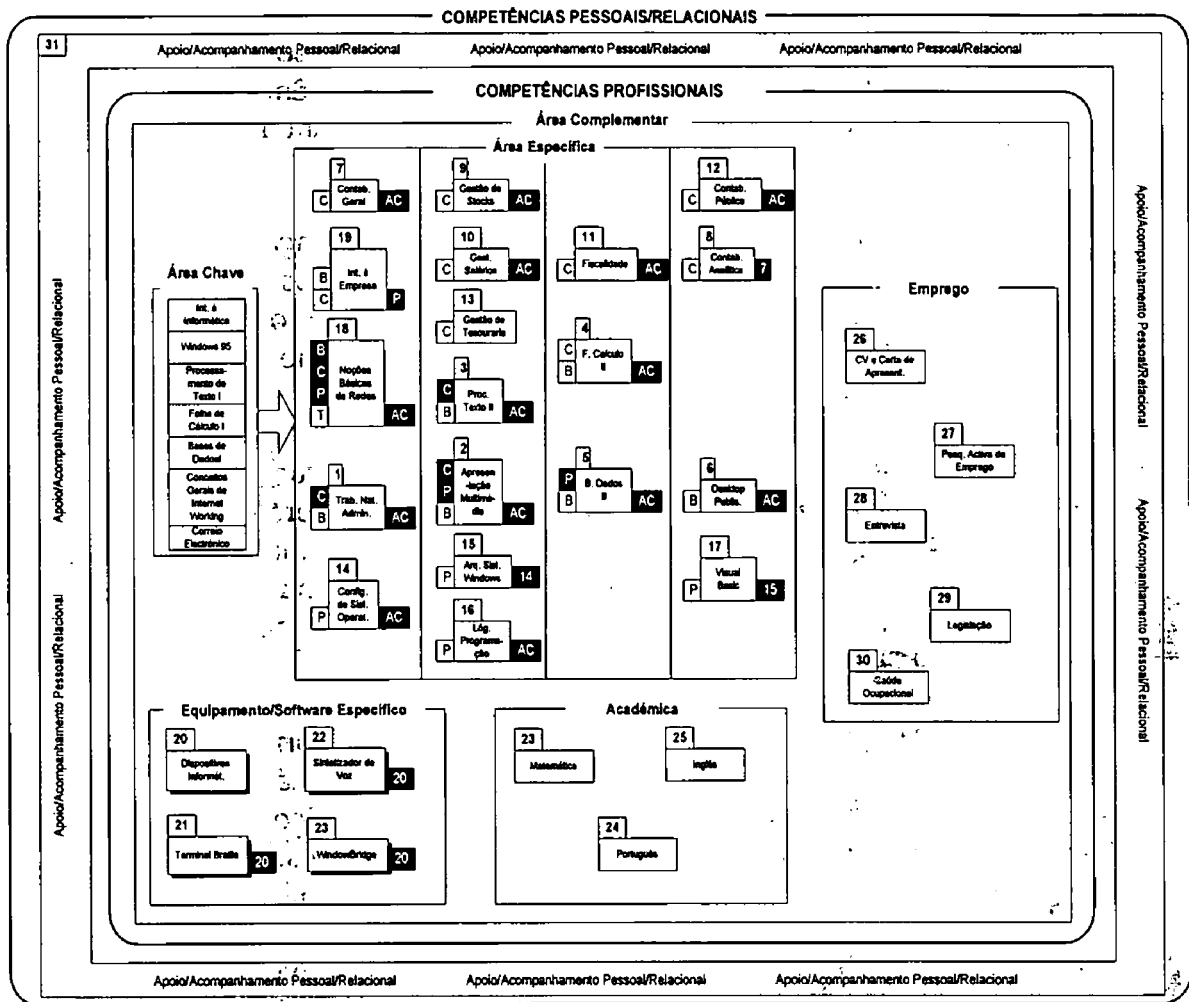 COMPETÊNCIAS PESSOAIS/RELACIONAIS
31
Apoio/Acompanhamento Pessoal/Relacional
Apoio/Acompanhamento Pessoal/Relacional
Apoio/Acompanhamento Pessoal/Relacional
COMPETÊNCIAS PROFISSIONAIS
Área Complementar
Área Específica
Área Chave
Int. à
Informática
Windows 95
Processa-
mento de
Texto I
Folha de
Cálculo I
Bases de
DadosI
Conceitos
Gerais de
Internet
Working
Correio
Electrónico
7
Contab.
Geral
C
AC
19
Int. à
Empresa
B
C
P
18
Noções
Básicas
de Redes
B
C
P
T
AC
1
Trab. Nat.
Admin.
C
B
AC
14
Config.
de Sist.
Operat.
P
AC
9
Gestão de
Stocks
C
AC
10
Gest.
Salários
C
AC
13
Gestão de
Tesouraria
C
3
Proc.
Texto II
C
B
AC
2
Apresen
-tação
Multimé-
dia
C
P
B
AC
15
Arq. Sist.
Windows
P
14
16
Lóg.
Programa-
ção
P
AC
11
Fiscalidade
C
AC
4
F. Calculo
II
C
B
AC
5
B. Dados
II
P
B
AC
12
Contab.
Pública
C
AC
8
Contab.
Analítica
C
7
6
Desktop
Publis.
B
AC
17
Visual
Basic
P
15
Emprego
26
CV e Carta de
Apresent.
27
Pesq. Activa de
Emprego
28
Entrevista
29
Legislação
30
Saúde
Ocupacional
Equipamento/Software Específico
20
Dispositivos
Informát.
22
Sintetizador de
Voz
20
21
Terminal Braille
20
23
WindowBridge
20
Académica
23
Matemática
25
Inglês
24
Português
Apoio/Acompanhamento Pessoal/Relacional
Apoio/Acompanhamento Pessoal/Relacional
Apoio/Acompanhamento Pessoal/Relacional
Apoio/Acompanhamento Pessoal/Relacional
Apoio/Acompanhamento Pessoal/Relacional
Apoio/Acompanhamento Pessoal/Relacional
Apoio/Acompanhamento Pessoal/Relacional